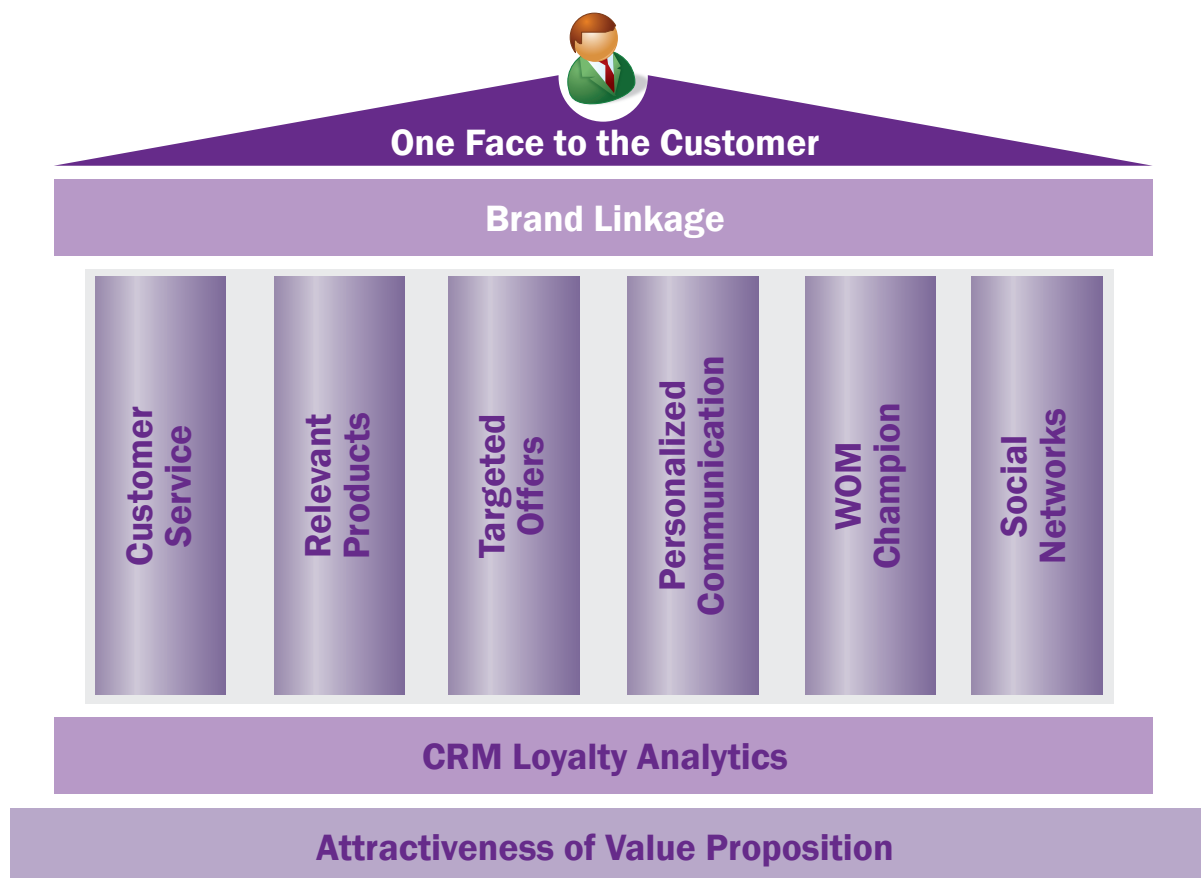 One Face to the Customer
Brand Linkage
Customer
Service
Relevant
Products
Targeted
Offers
Personalized
Communication
WOM
Champion
Social
Networks
CRM Loyalty Analytics
Attractiveness of Value Proposition